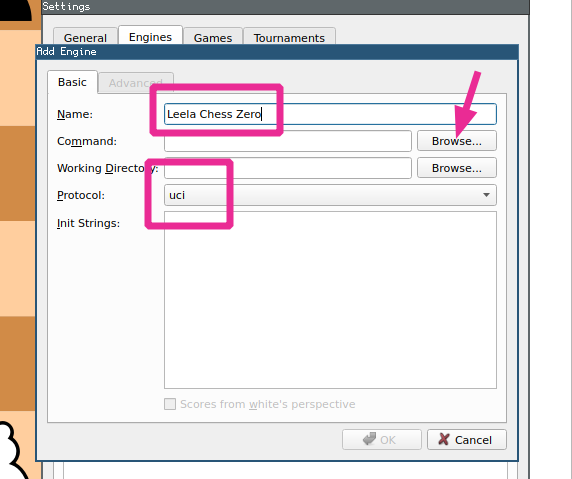 Settings
General Engines Games Tournaments
Add Engine
Basic Advanced
Name: Leela Chess Zero
Command: Browse...
Working Directory: Browse...
Protocol: uci
Init Strings:
Scores from white's perspective
OK Cancel